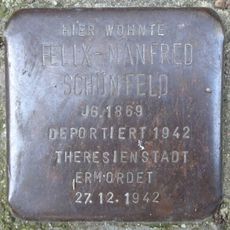 HIER WOHNTE
FELIX-MANFRED
SCHÖNFELD
JG. 1869
DEPORTIERT 1942
THERESIENSTADT
ERMORDET
27.12.1942